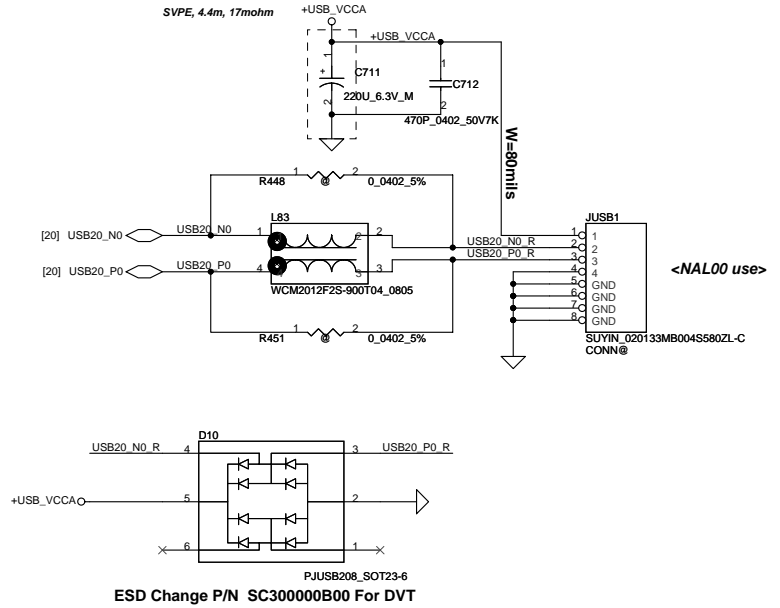 SVPE, 4.4m, 17mohm
+USB_VCCA
+USB_VCCA
1
+
C711
220U_6.3V_M
2
1
C712
2
470P_0402_50V7K
W=80mils
R448
1
@
2
0_0402_5%
L83
[20] USB20_N0
USB20_N0
1
1
2
2
USB20_N0_R
[20] USB20_P0
USB20_P0
4
4
3
3
USB20_P0_R
WCM2012F2S-900T04_0805
R451
1
@
2
0_0402_5%
JUSB1
1 1
2 2
3 3
4 4
5 GND
6 GND
7 GND
8 GND
SUYIN_020133MB004S580ZL-C
CONN@
<NAL00 use>
D10
USB20_N0_R
4
3
USB20_P0_R
+USB_VCCA
5
2
6
1
PJUSB208_SOT23-6
ESD Change P/N SC300000B00 For DVT